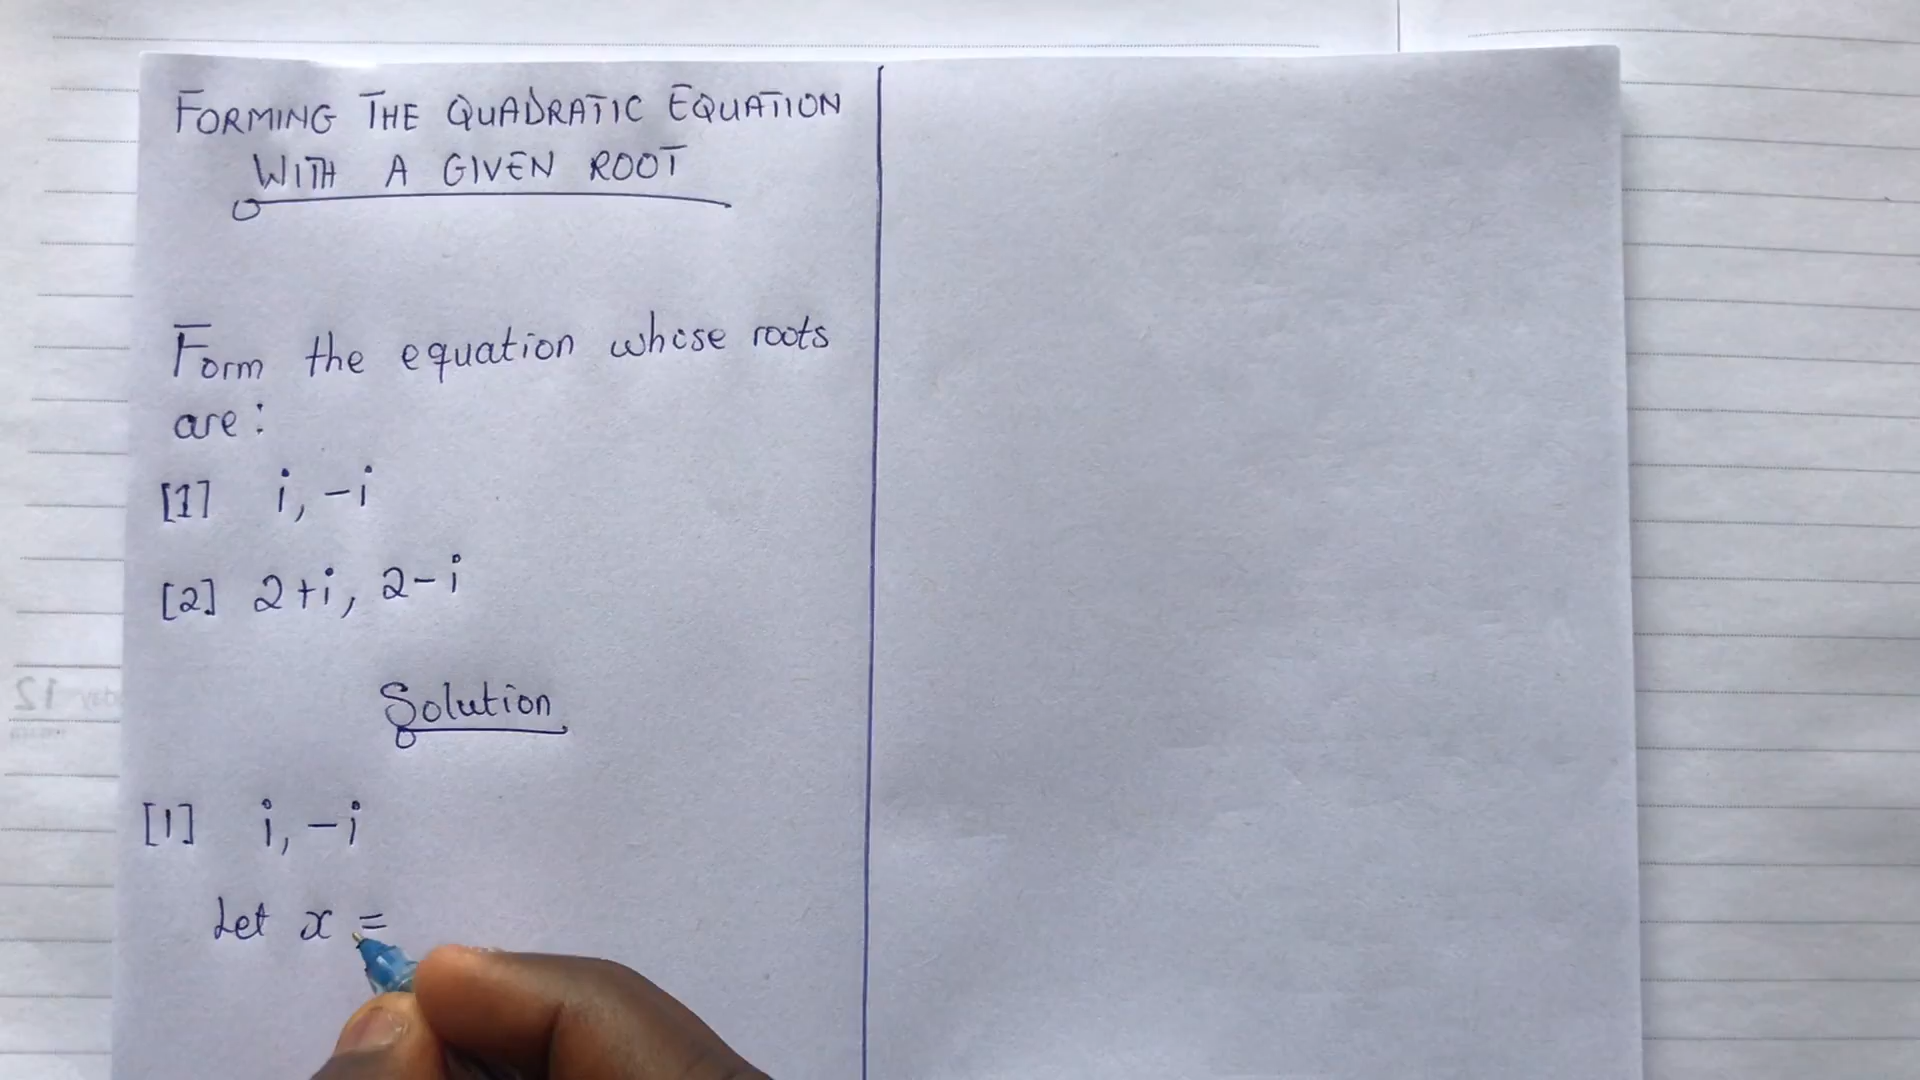 FORMING THE QUADRATIC EQUATION
WITH A GIVEN ROOT
Form the equation whose roots
are:
[1] i, -i
[2] 2+i, 2-i
Solution
[1] i, -i
Let x =
12